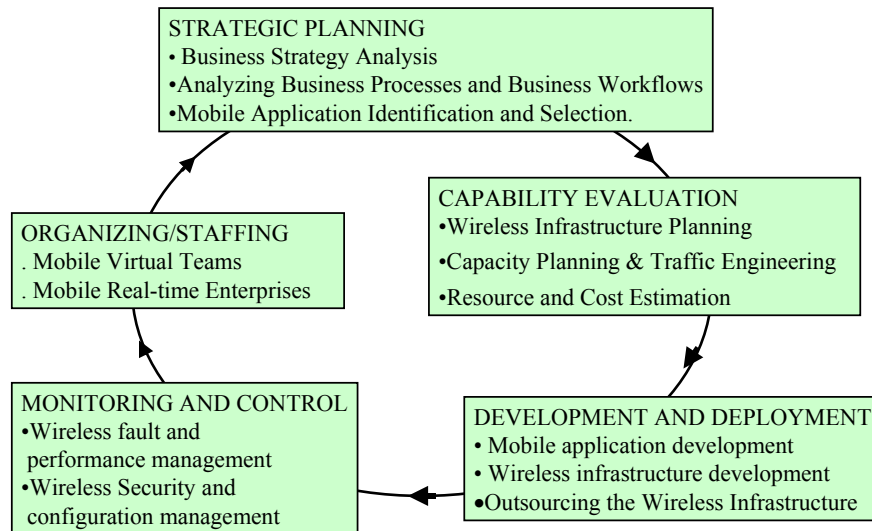 STRATEGIC PLANNING
• Business Strategy Analysis
•Analyzing Business Processes and Business Workflows
•Mobile Application Identification and Selection.
CAPABILITY EVALUATION
•Wireless Infrastructure Planning
•Capacity Planning & Traffic Engineering
•Resource and Cost Estimation
ORGANIZING/STAFFING
. Mobile Virtual Teams
. Mobile Real-time Enterprises
MONITORING AND CONTROL
•Wireless fault and
performance management
•Wireless Security and
configuration management
DEVELOPMENT AND DEPLOYMENT
• Mobile application development
• Wireless infrastructure development
•Outsourcing the Wireless Infrastructure